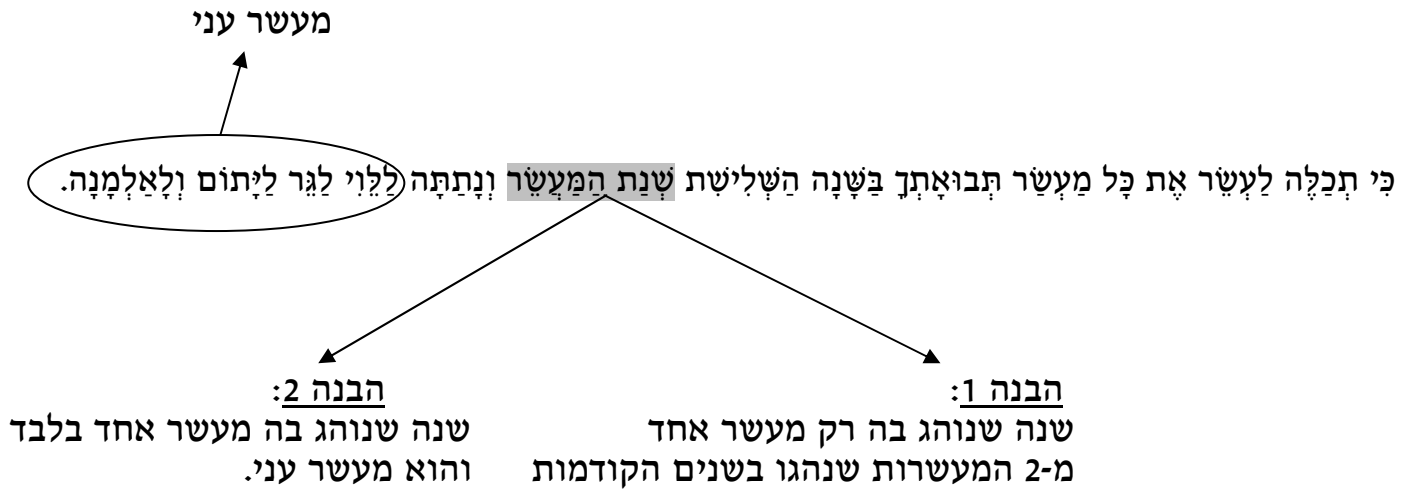 מעשר עני
כִּי תְכַלֶּה לַעְשֵׂר אֶת כָּל מַעְשַׂר תְּבוּאָתְךָ בַּשָּׁנָה הַשְּׁלִישִׁת שְׁנַת הַמַּעֲשֵׂר וְנָתַתָּה לַלֵּוִי לַגֵּר לַיָּתוֹם וְלָאַלְמָנָה.
הבנה 1:
שנה שנוהג בה רק מעשר אחד
מ-2 המעשרות שנהגו בשנים הקודמות
הבנה 2:
שנה שנוהג בה מעשר אחד בלבד
והוא מעשר עני.